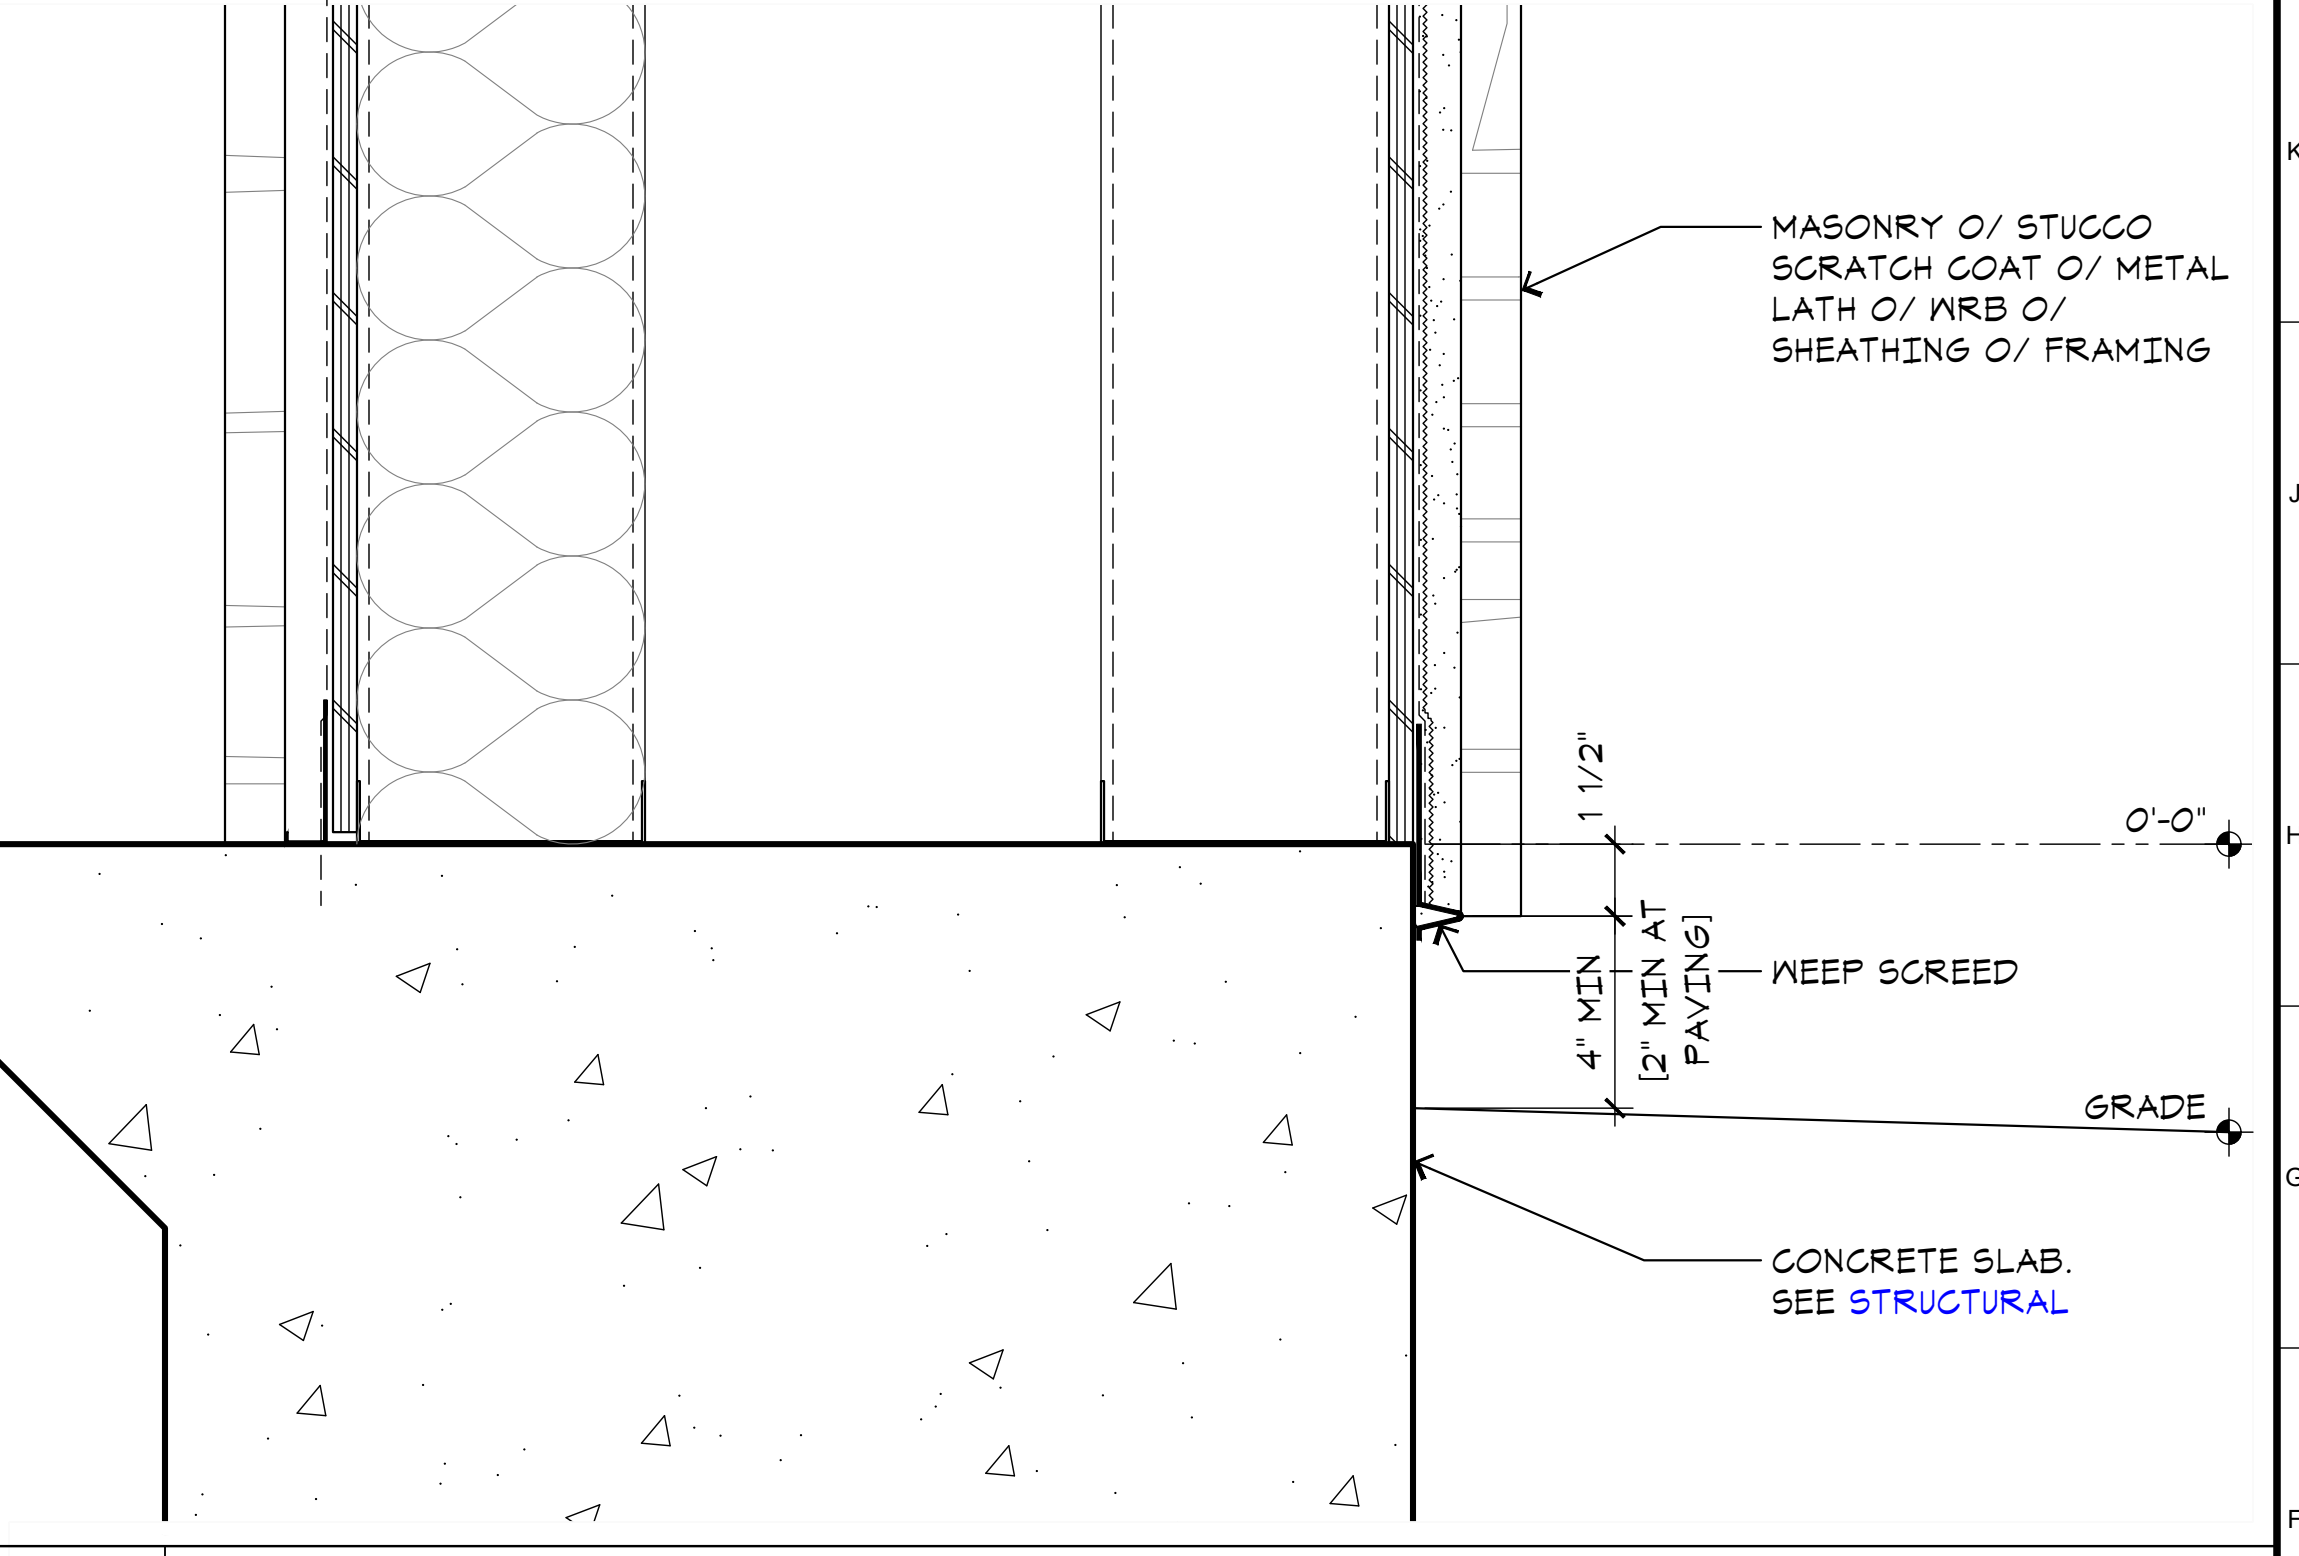 K
MASONRY O/ STUCCO
SCRATCH COAT O/ METAL
LATH O/ WRB O/
SHEATHING O/ FRAMING
J
1 1/2"
0'-0"
H
4" MIN
[2" MIN AT
PAVING]
WEEP SCREED
GRADE
G
CONCRETE SLAB.
SEE STRUCTURAL
F